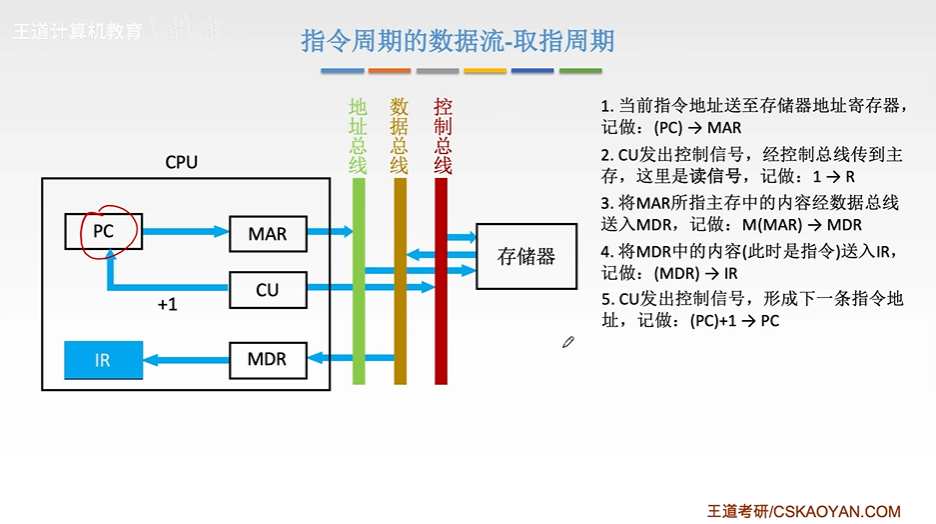 王道计算机教育
指令周期的数据流-取指周期
地址总线
数据总线
控制总线
CPU
PC
MAR
CU
+1
IR
MDR
存储器
1. 当前指令地址送至存储器地址寄存器，
记做：(PC) → MAR
2. CU发出控制信号，经控制总线传到主
存，这里是读信号，记做：1 → R
3. 将MAR所指主存中的内容经数据总线
送入MDR，记做：M(MAR) → MDR
4. 将MDR中的内容(此时是指令)送入IR，
记做：(MDR) → IR
5. CU发出控制信号，形成下一条指令地
址，记做：(PC)+1 → PC
王道考研/CSKAOYAN.COM